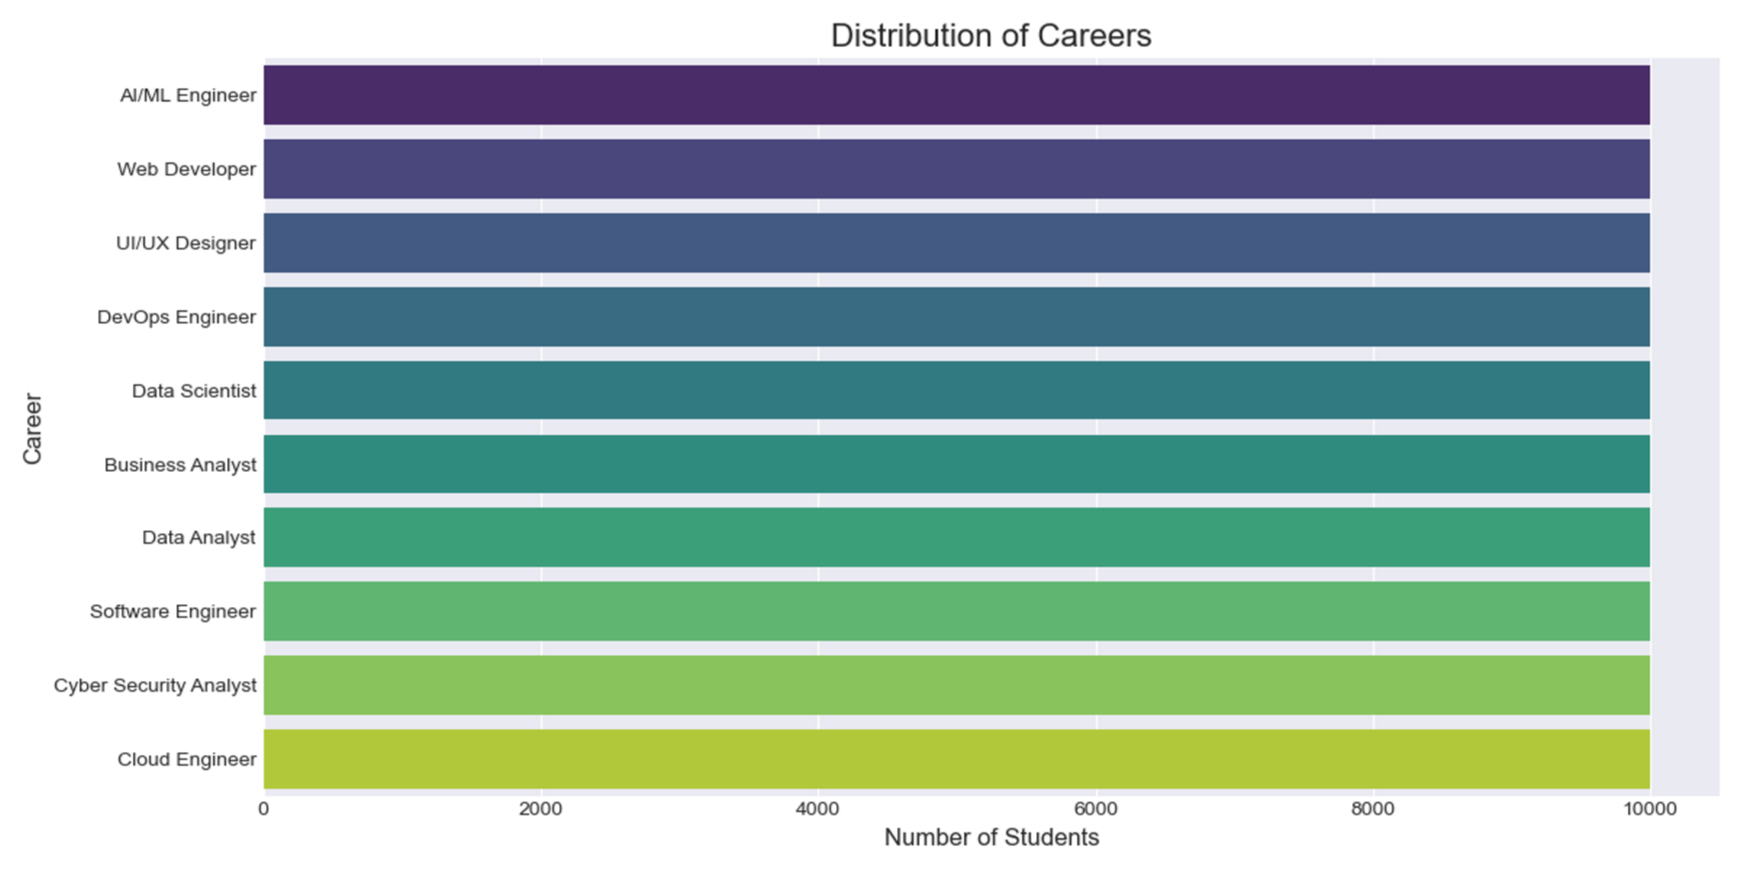 Distribution of Careers
AI/ML Engineer
Web Developer
UI/UX Designer
DevOps Engineer
Data Scientist
Business Analyst
Data Analyst
Software Engineer
Cyber Security Analyst
Cloud Engineer
Career
0 2000 4000 6000 8000 10000
Number of Students